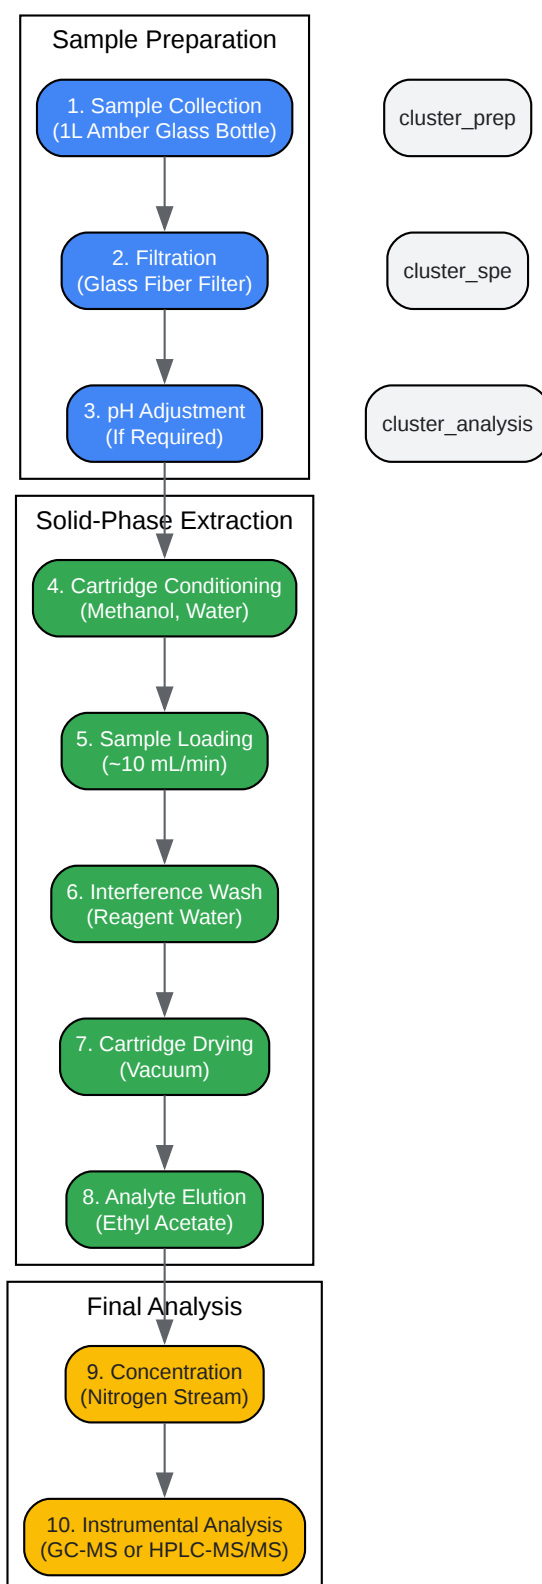 Sample Preparation
1. Sample Collection
(1L Amber Glass Bottle)
cluster_prep
2. Filtration
(Glass Fiber Filter)
cluster_spe
3. pH Adjustment
(If Required)
cluster_analysis
Solid-Phase Extraction
4. Cartridge Conditioning
(Methanol, Water)
5. Sample Loading
(~10 mL/min)
6. Interference Wash
(Reagent Water)
7. Cartridge Drying
(Vacuum)
8. Analyte Elution
(Ethyl Acetate)
Final Analysis
9. Concentration
(Nitrogen Stream)
10. Instrumental Analysis
(GC-MS or HPLC-MS/MS)